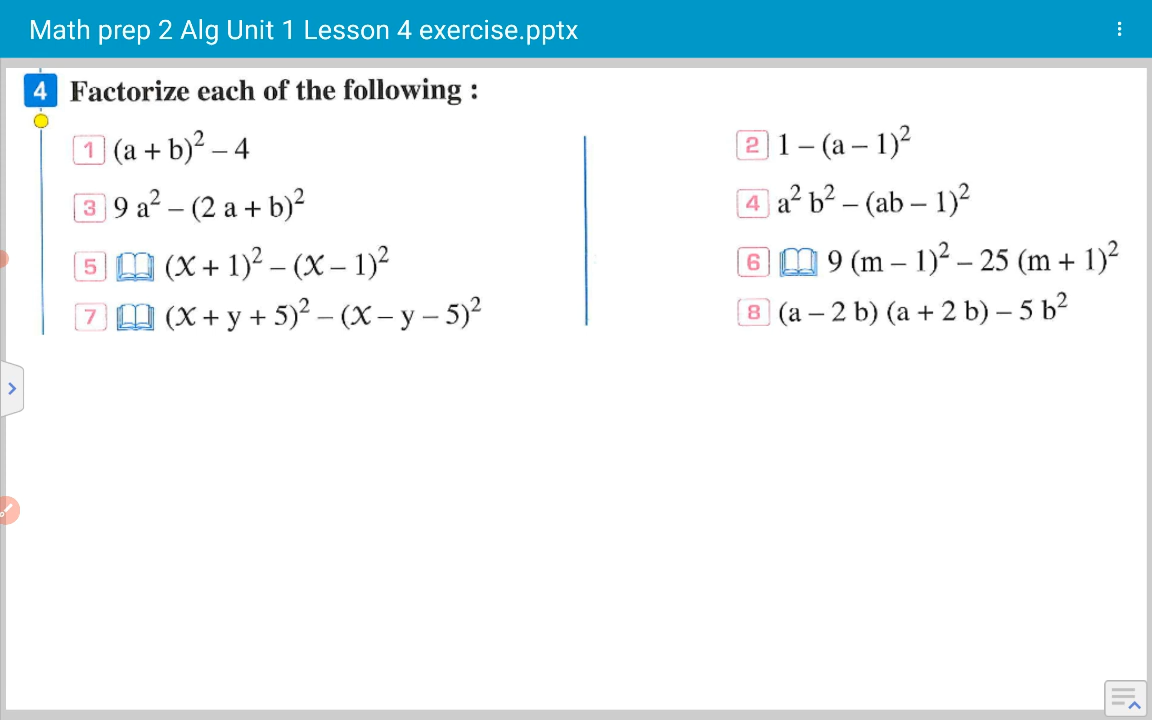 Math prep 2 Alg Unit 1 Lesson 4 exercise.pptx
4 Factorize each of the following :
1 (a + b)² – 4
2 1 – (a – 1)²
3 9 a² – (2 a + b)²
4 a² b² – (ab – 1)²
5 (X + 1)² – (X – 1)²
6 9 (m – 1)² – 25 (m + 1)²
7 (X + y + 5)² – (X – y – 5)²
8 (a – 2 b) (a + 2 b) – 5 b²